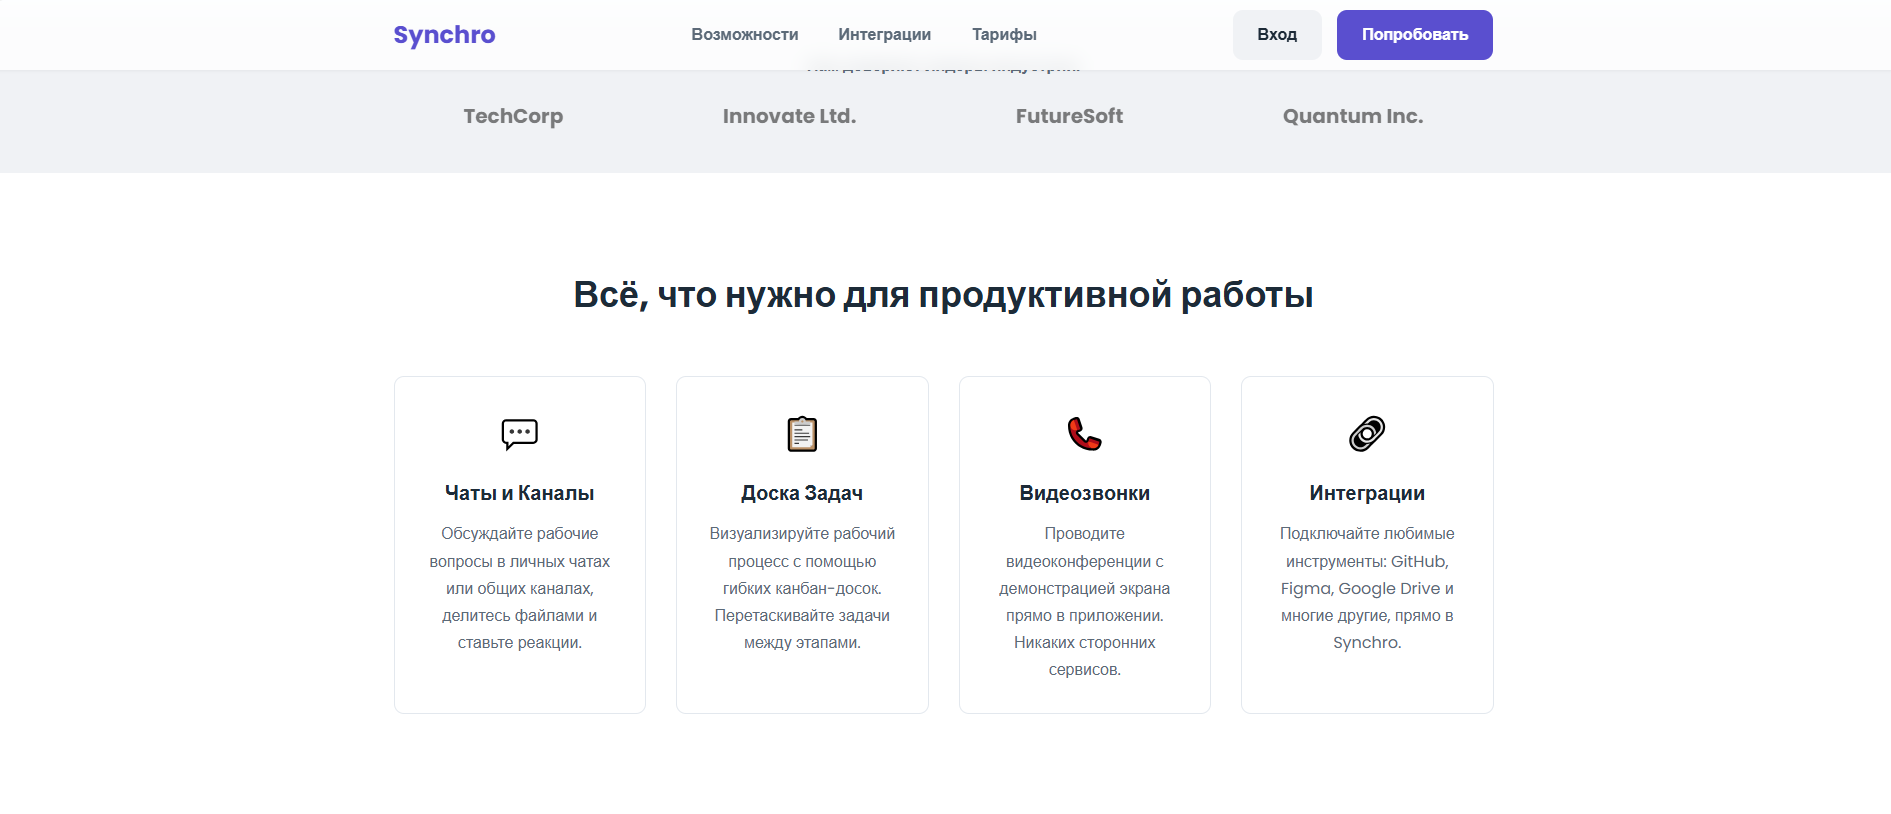 Synchro
Возможности
Интеграции
Тарифы
Вход
Попробовать
TechCorp
Innovate Ltd.
FutureSoft
Quantum Inc.
Всё, что нужно для продуктивной работы
Чаты и Каналы
Обсуждайте рабочие
вопросы в личных чатах
или общих каналах,
делитесь файлами и
ставьте реакции.
Доска Задач
Визуализируйте рабочий
процесс с помощью
гибких канбан-досок.
Перетаскивайте задачи
между этапами.
Видеозвонки
Проводите
видеоконференции с
демонстрацией экрана
прямо в приложении.
Никаких сторонних
сервисов.
Интеграции
Подключайте любимые
инструменты: GitHub,
Figma, Google Drive и
многие другие, прямо в
Synchro.